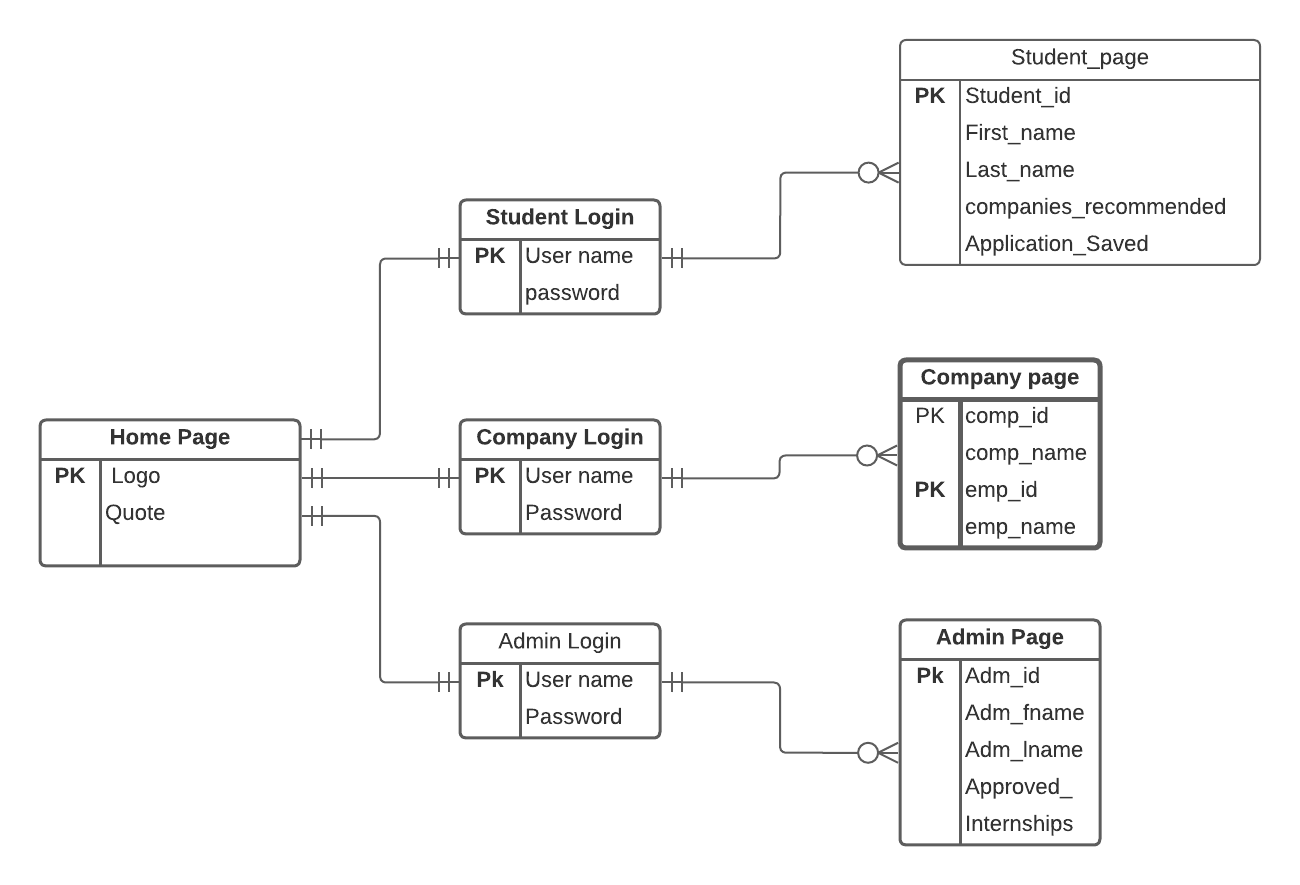 Student_page
PK Student_id
First_name
Last_name
companies_recommended
Application_Saved
Student Login
PK User name
password
Home Page
PK Logo
Quote
Company Login
PK User name
Password
Company page
PK comp_id
comp_name
PK emp_id
emp_name
Admin Login
Pk User name
Password
Admin Page
Pk Adm_id
Adm_fname
Adm_lname
Approved_
Internships